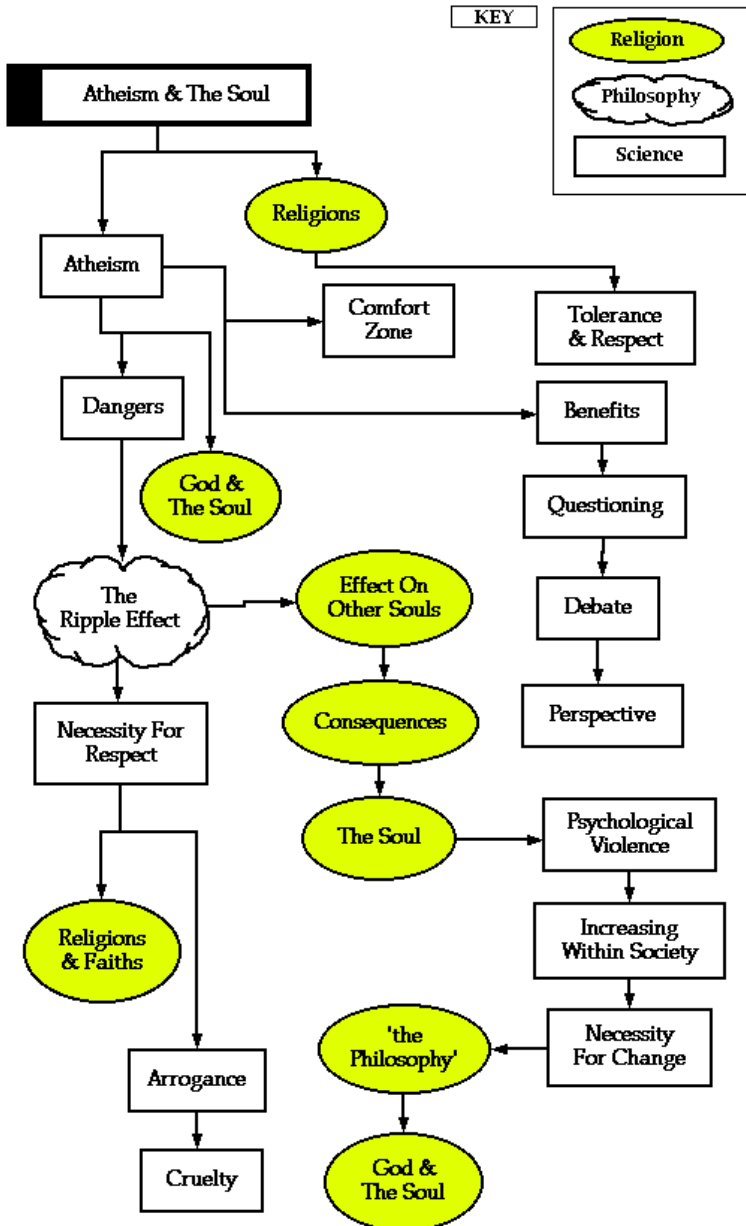 KEY
Religion
Philosophy
Science
Atheism & The Soul
Religions
Atheism
Comfort
Zone
Tolerance
& Respect
Dangers
Benefits
God &
The Soul
Questioning
The
Ripple Effect
Effect On
Other Souls
Debate
Necessity For
Respect
Consequences
Perspective
The Soul
Psychological
Violence
Religions
& Faiths
Increasing
Within Society
'the
Philosophy'
Necessity
For Change
Arrogance
Cruelty
God &
The Soul